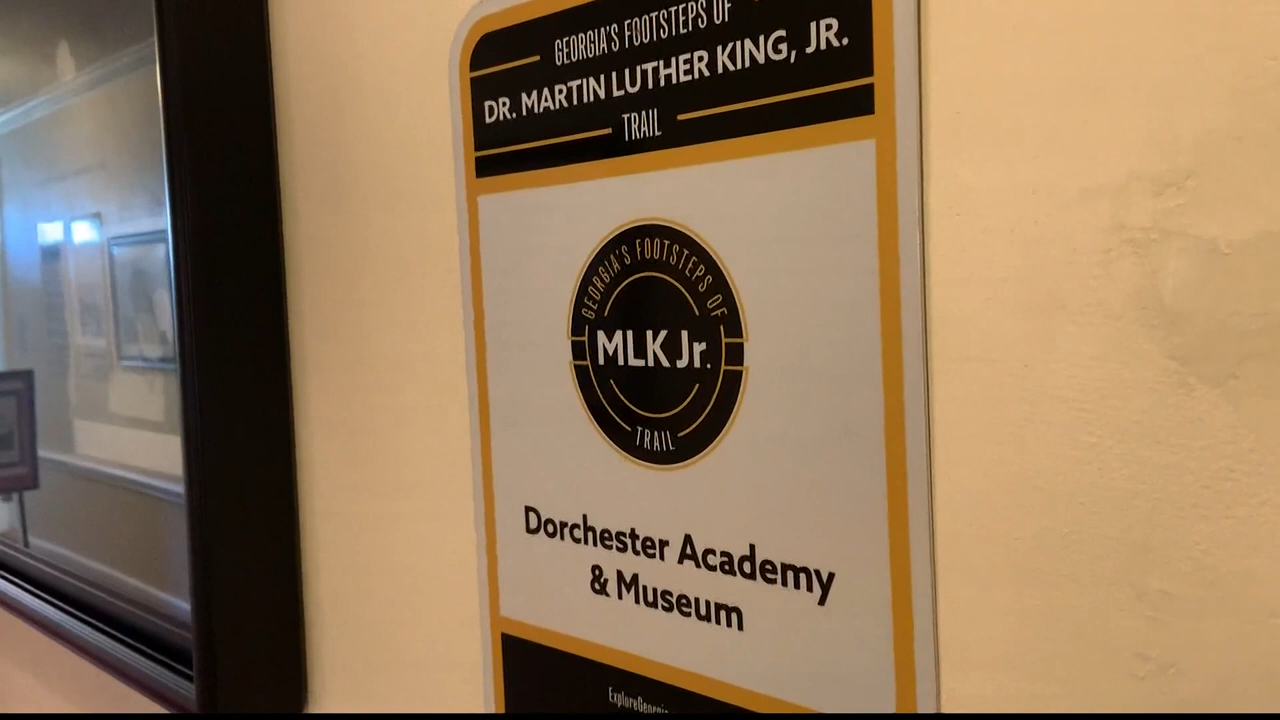 GEORGIA'S FOOTSTEPS OF
DR. MARTIN LUTHER KING, JR.
TRAIL
GEORGIA'S FOOTSTEPS OF
MLK Jr.
TRAIL
Dorchester Academy
& Museum